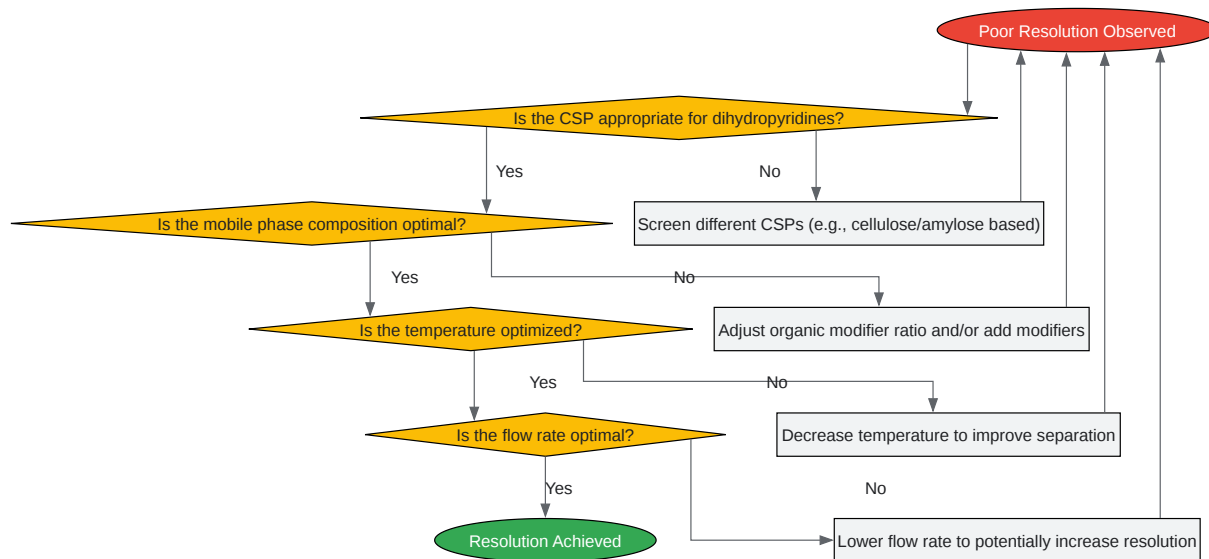 Poor Resolution Observed
Is the CSP appropriate for dihydropyridines?
Yes
No
Is the mobile phase composition optimal?
Screen different CSPs (e.g., cellulose/amylose based)
Yes
No
Is the temperature optimized?
Adjust organic modifier ratio and/or add modifiers
Yes
No
Is the flow rate optimal?
Decrease temperature to improve separation
Yes
No
Resolution Achieved
Lower flow rate to potentially increase resolution